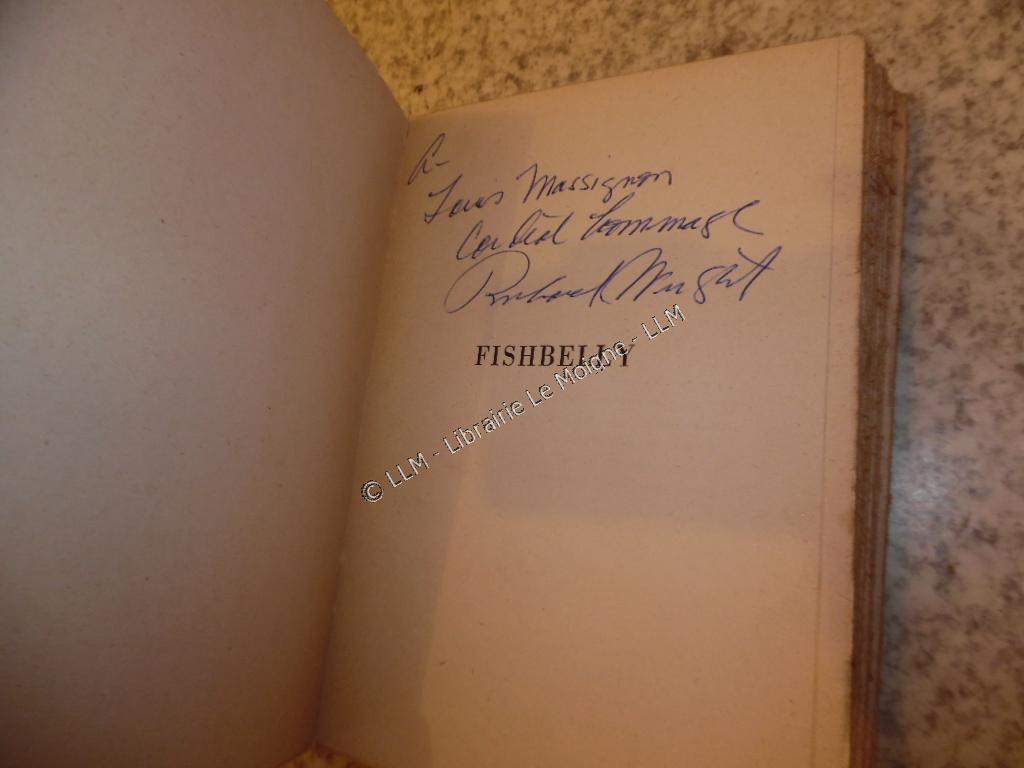 A
Louis Massignon
Cordial hommage
Richard Wright
FISHBELLY
© LLM - Librairie Le Moigne - LLM